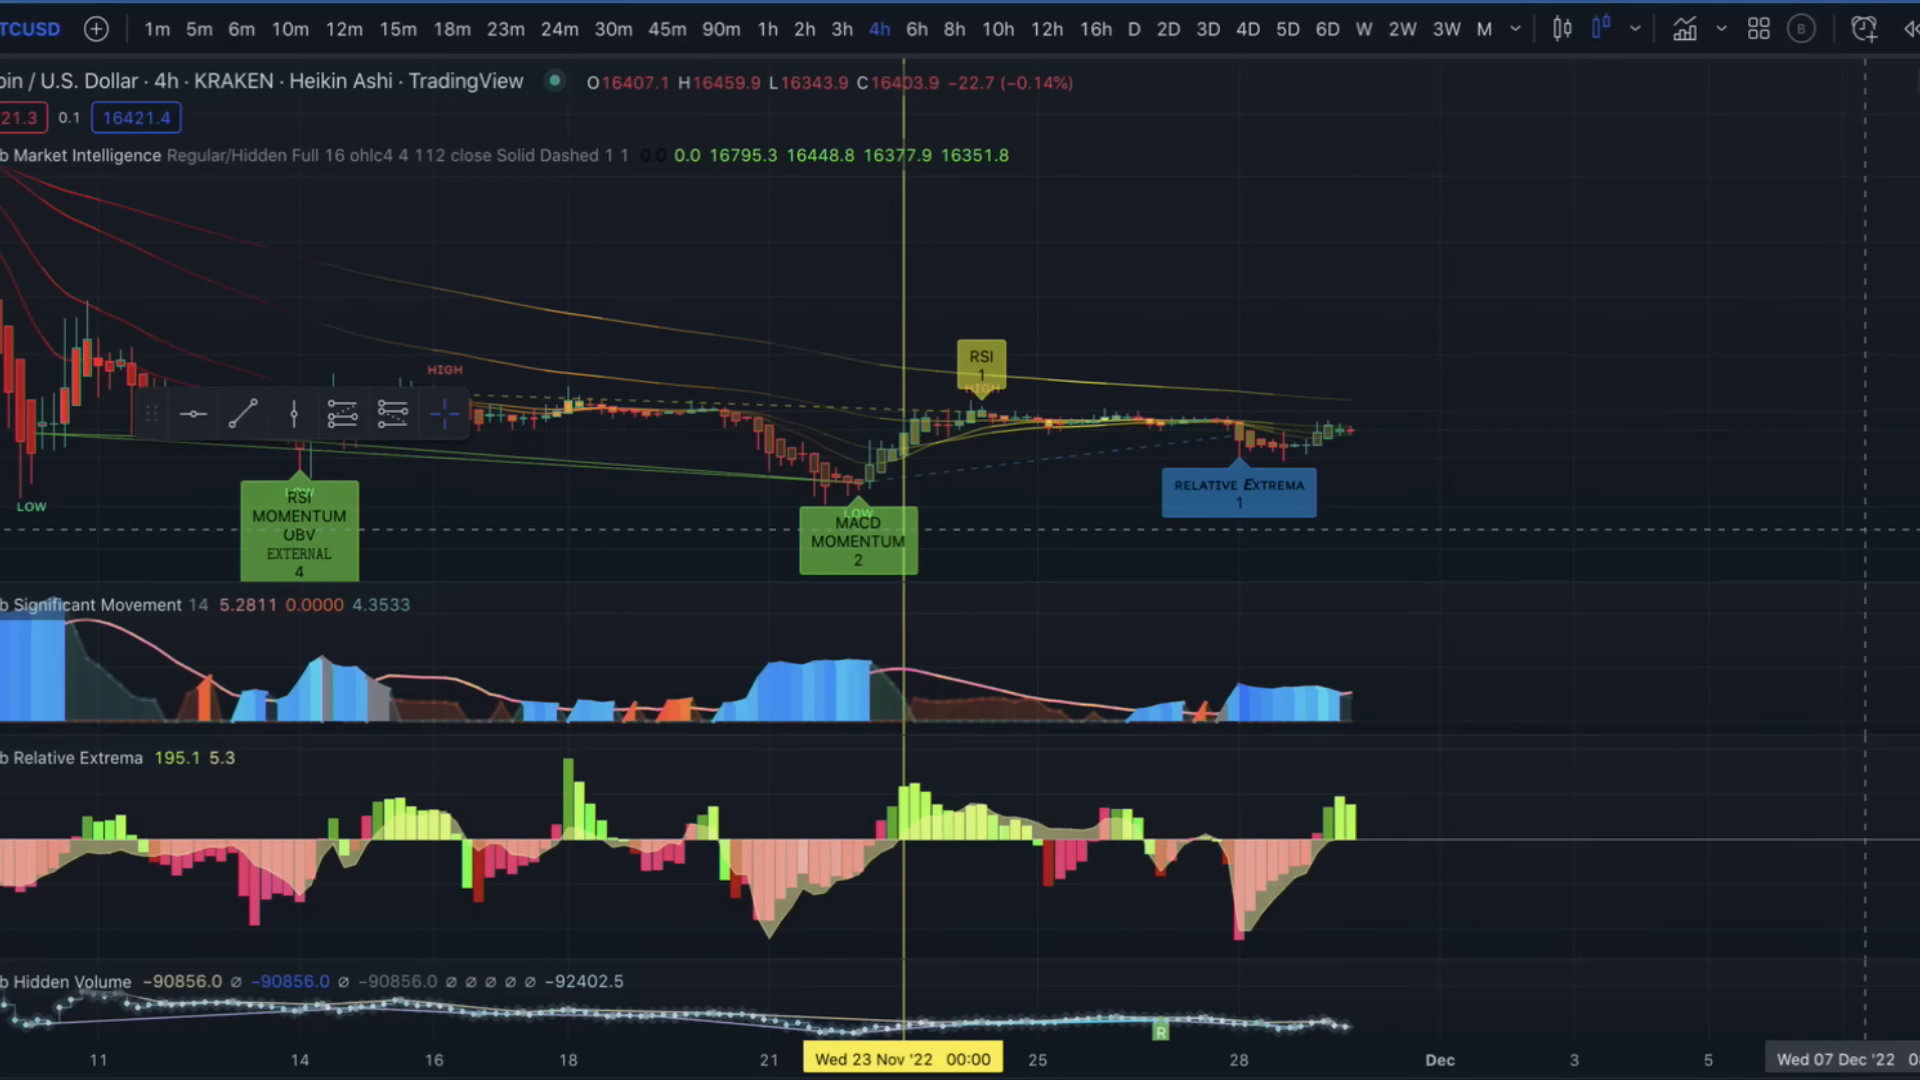 TCUSD 1m 5m 6m 10m 12m 15m 18m 23m 24m 30m 45m 90m 1h 2h 3h 4h 6h 8h 10h 12h 16h D 2D 3D 4D 5D 6D W 2W 3W M B
oin / U.S. Dollar · 4h · KRAKEN · Heikin Ashi · TradingView O16407.1 H16459.9 L16343.9 C16403.9 −22.7 (−0.14%)
21.3 0.1 16421.4
b Market Intelligence Regular/Hidden Full 16 ohlc4 4 112 close Solid Dashed 1 1 0.0 0.0 16795.3 16448.8 16377.9 16351.8
RSI
1
HIGH
HIGH
LOW
LOW
RSI
MOMENTUM
OBV
EXTERNAL
4
LOW
MACD
MOMENTUM
2
RELATIVE EXTREMA
1
b Significant Movement 14 5.2811 0.0000 4.3533
b Relative Extrema 195.1 5.3
b Hidden Volume −90856.0 ∅ −90856.0 ∅ −90856.0 ∅ ∅ ∅ ∅ ∅ −92402.5
R
11 14 16 18 21 Wed 23 Nov '22 00:00 25 28 Dec 3 5 Wed 07 Dec '22